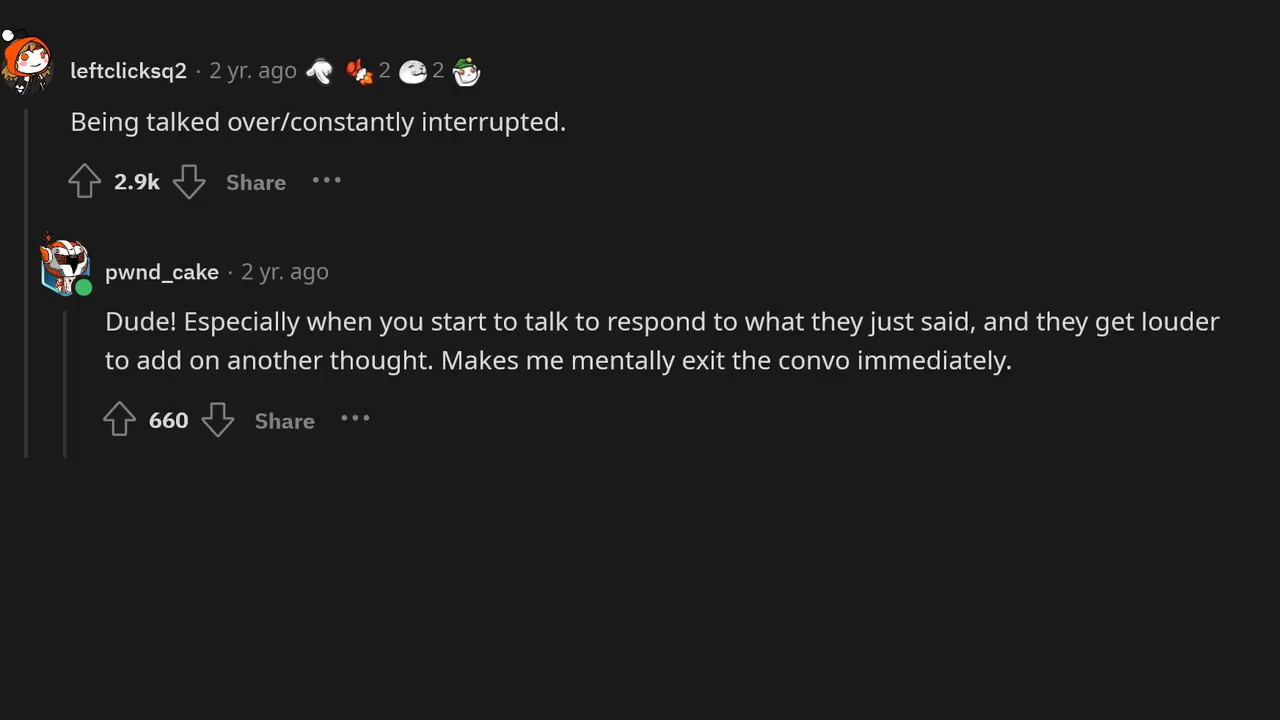 leftclicksq2 · 2 yr. ago 2 2
Being talked over/constantly interrupted.
2.9k Share ···
pwnd_cake · 2 yr. ago
Dude! Especially when you start to talk to respond to what they just said, and they get louder
to add on another thought. Makes me mentally exit the convo immediately.
660 Share ···